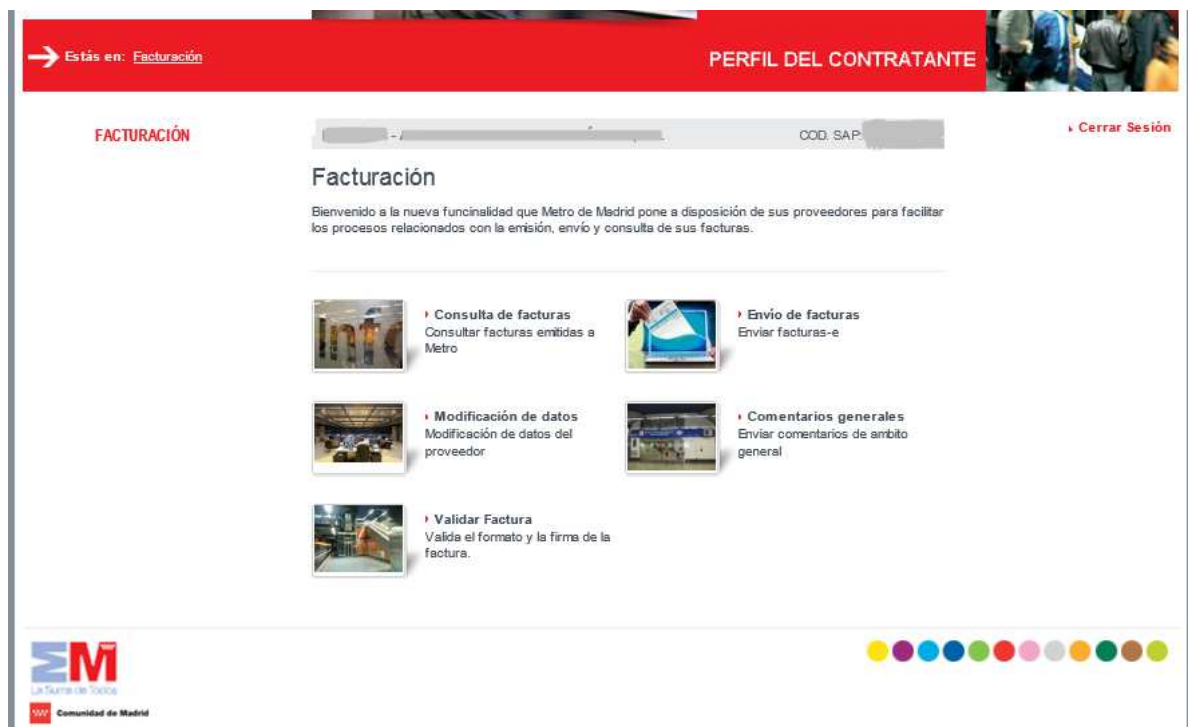 Estás en: Facturación
PERFIL DEL CONTRATANTE
FACTURACIÓN
COD. SAP:
Cerrar Sesión
Facturación
Bienvenido a la nueva funcinalidad que Metro de Madrid pone a disposición de sus proveedores para facilitar
los procesos relacionados con la emisión, envío y consulta de sus facturas.
Consulta de facturas
Consultar facturas emitidas a
Metro
Envío de facturas
Enviar facturas-e
Modificación de datos
Modificación de datos del
proveedor
Comentarios generales
Enviar comentarios de ambito
general
Validar Factura
Valida el formato y la firma de la
factura.
info
EM
La Suma de Todos
Comunidad de Madrid